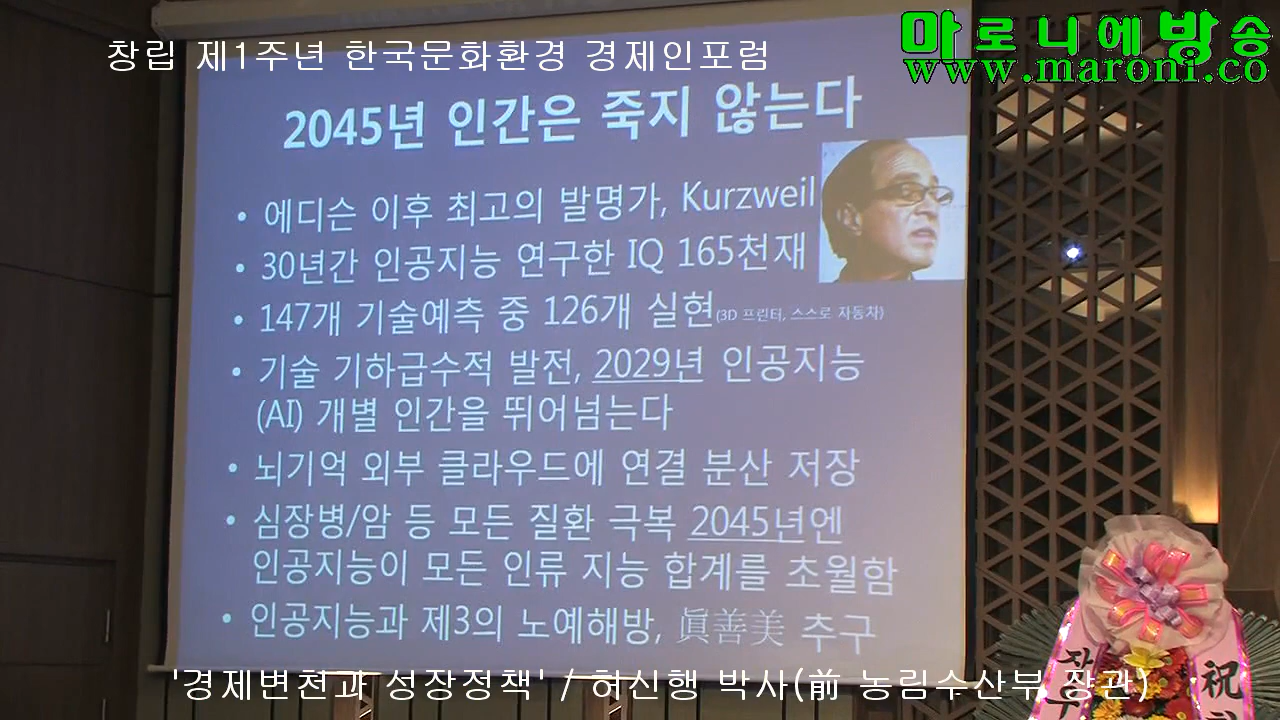 창립 제1주년 한국문화환경 경제인포럼
마로니에방송
www.maroni.co
2045년 인간은 죽지 않는다
• 에디슨 이후 최고의 발명가, Kurzweil
• 30년간 인공지능 연구한 IQ 165천재
• 147개 기술예측 중 126개 실현(3D 프린터, 스스로 자동차)
• 기술 기하급수적 발전, 2029년 인공지능
(AI) 개별 인간을 뛰어넘는다
• 뇌기억 외부 클라우드에 연결 분산 저장
• 심장병/암 등 모든 질환 극복 2045년엔
인공지능이 모든 인류 지능 합계를 초월함
• 인공지능과 제3의 노예해방, 眞善美 추구
'경제변천과 성장정책' / 허신행 박사(前 농림수산부 장관)
祝